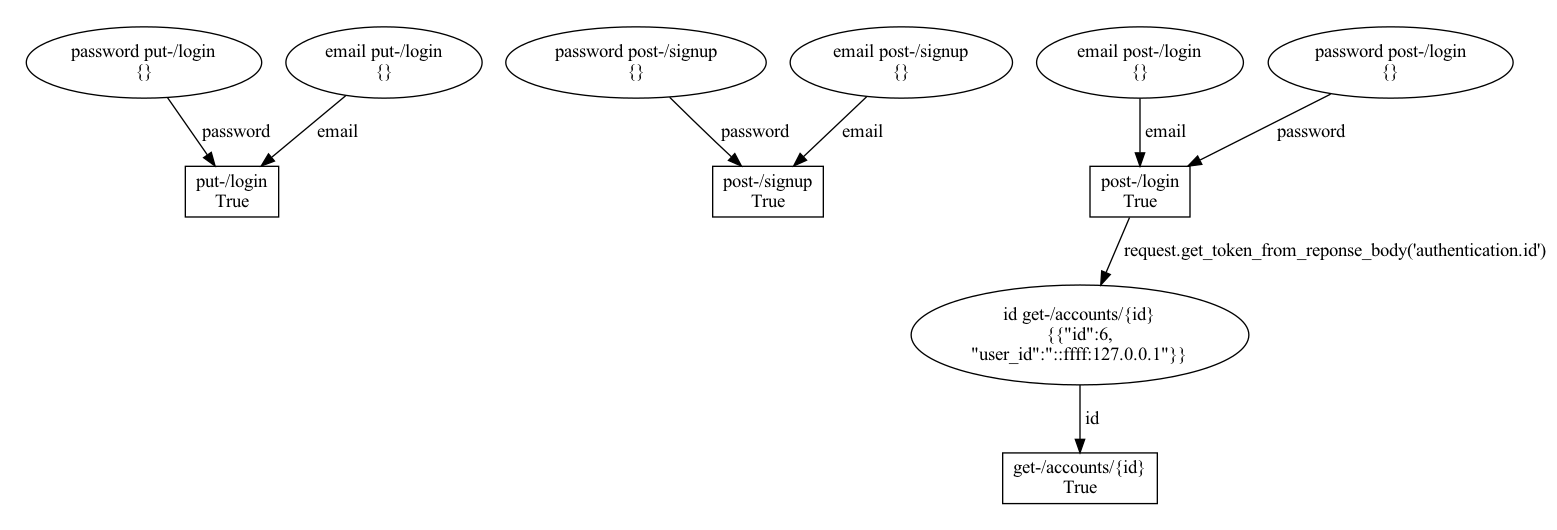 password put-/login
{}
email put-/login
{}
password post-/signup
{}
email post-/signup
{}
email post-/login
{}
password post-/login
{}
password
email
password
email
email
password
put-/login
True
post-/signup
True
post-/login
True
request.get_token_from_reponse_body('authentication.id')
id get-/accounts/{id}
{{"id":6,
"user_id":"::ffff:127.0.0.1"}}
id
get-/accounts/{id}
True